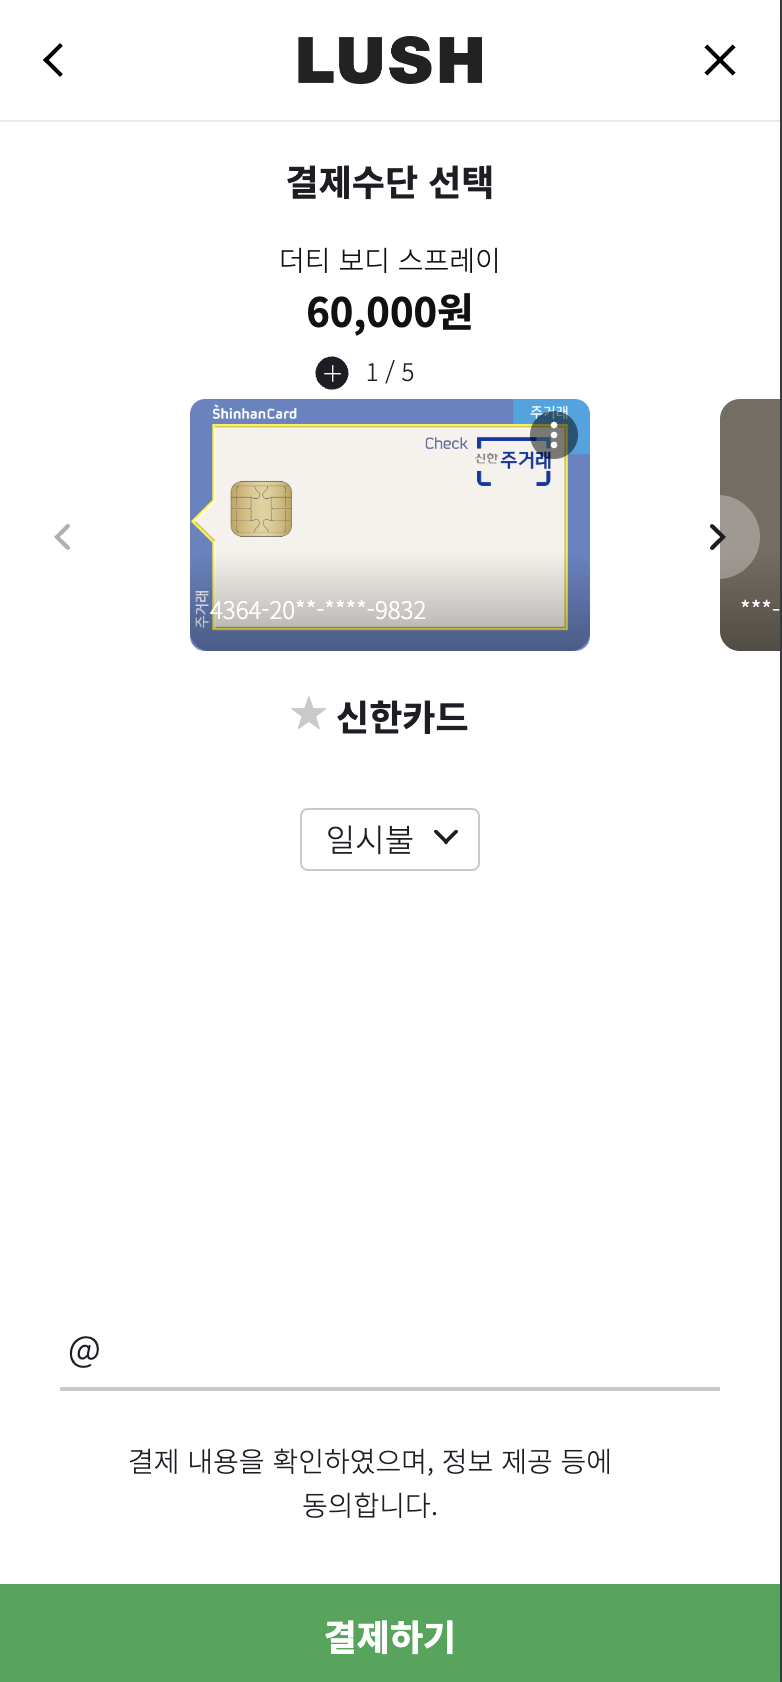 LUSH
결제수단 선택
더티 보디 스프레이
60,000원
1 / 5
ShinhanCard
주거래
Check
신한 주거래
주거래
4364-20**-****-9832
***-
신한카드
일시불
@
결제 내용을 확인하였으며, 정보 제공 등에
동의합니다.
결제하기